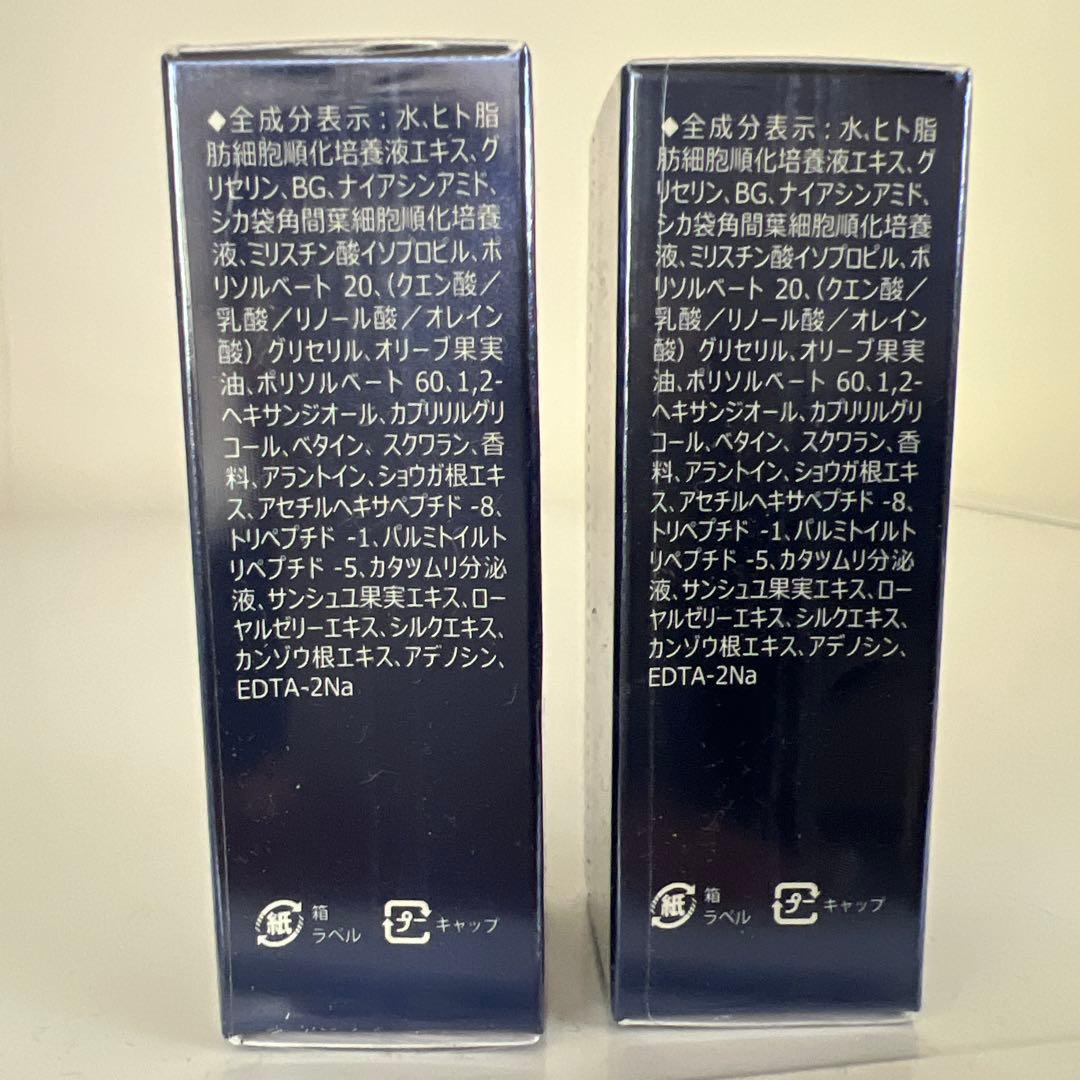 ◆全成分表示：水、ヒト脂
肪細胞順化培養液エキス、グ
リセリン、BG、ナイアシンアミド、
シカ袋角間葉細胞順化培養
液、ミリスチン酸イソプロピル、ポ
リソルベート 20、(クエン酸／
乳酸／リノール酸／オレイン
酸）グリセリル、オリーブ果実
油、ポリソルベート 60、1,2-
ヘキサンジオール、カプリリルグリ
コール、ベタイン、スクワラン、香
料、アラントイン、ショウガ根エキ
ス、アセチルヘキサペプチド -8、
トリペプチド -1、パルミトイルト
リペプチド -5、カタツムリ分泌
液、サンシュユ果実エキス、ロー
ヤルゼリーエキス、シルクエキス、
カンゾウ根エキス、アデノシン、
EDTA-2Na
紙 箱 プラ キャップ
ラベル
◆全成分表示：水、ヒト脂
肪細胞順化培養液エキス、グ
リセリン、BG、ナイアシンアミド、
シカ袋角間葉細胞順化培養
液、ミリスチン酸イソプロピル、ポ
リソルベート 20、(クエン酸／
乳酸／リノール酸／オレイン
酸）グリセリル、オリーブ果実
油、ポリソルベート 60、1,2-
ヘキサンジオール、カプリリルグリ
コール、ベタイン、スクワラン、香
料、アラントイン、ショウガ根エキ
ス、アセチルヘキサペプチド -8、
トリペプチド -1、パルミトイルト
リペプチド -5、カタツムリ分泌
液、サンシュユ果実エキス、ロー
ヤルゼリーエキス、シルクエキス、
カンゾウ根エキス、アデノシン、
EDTA-2Na
紙 箱 プラ キャップ
ラベル